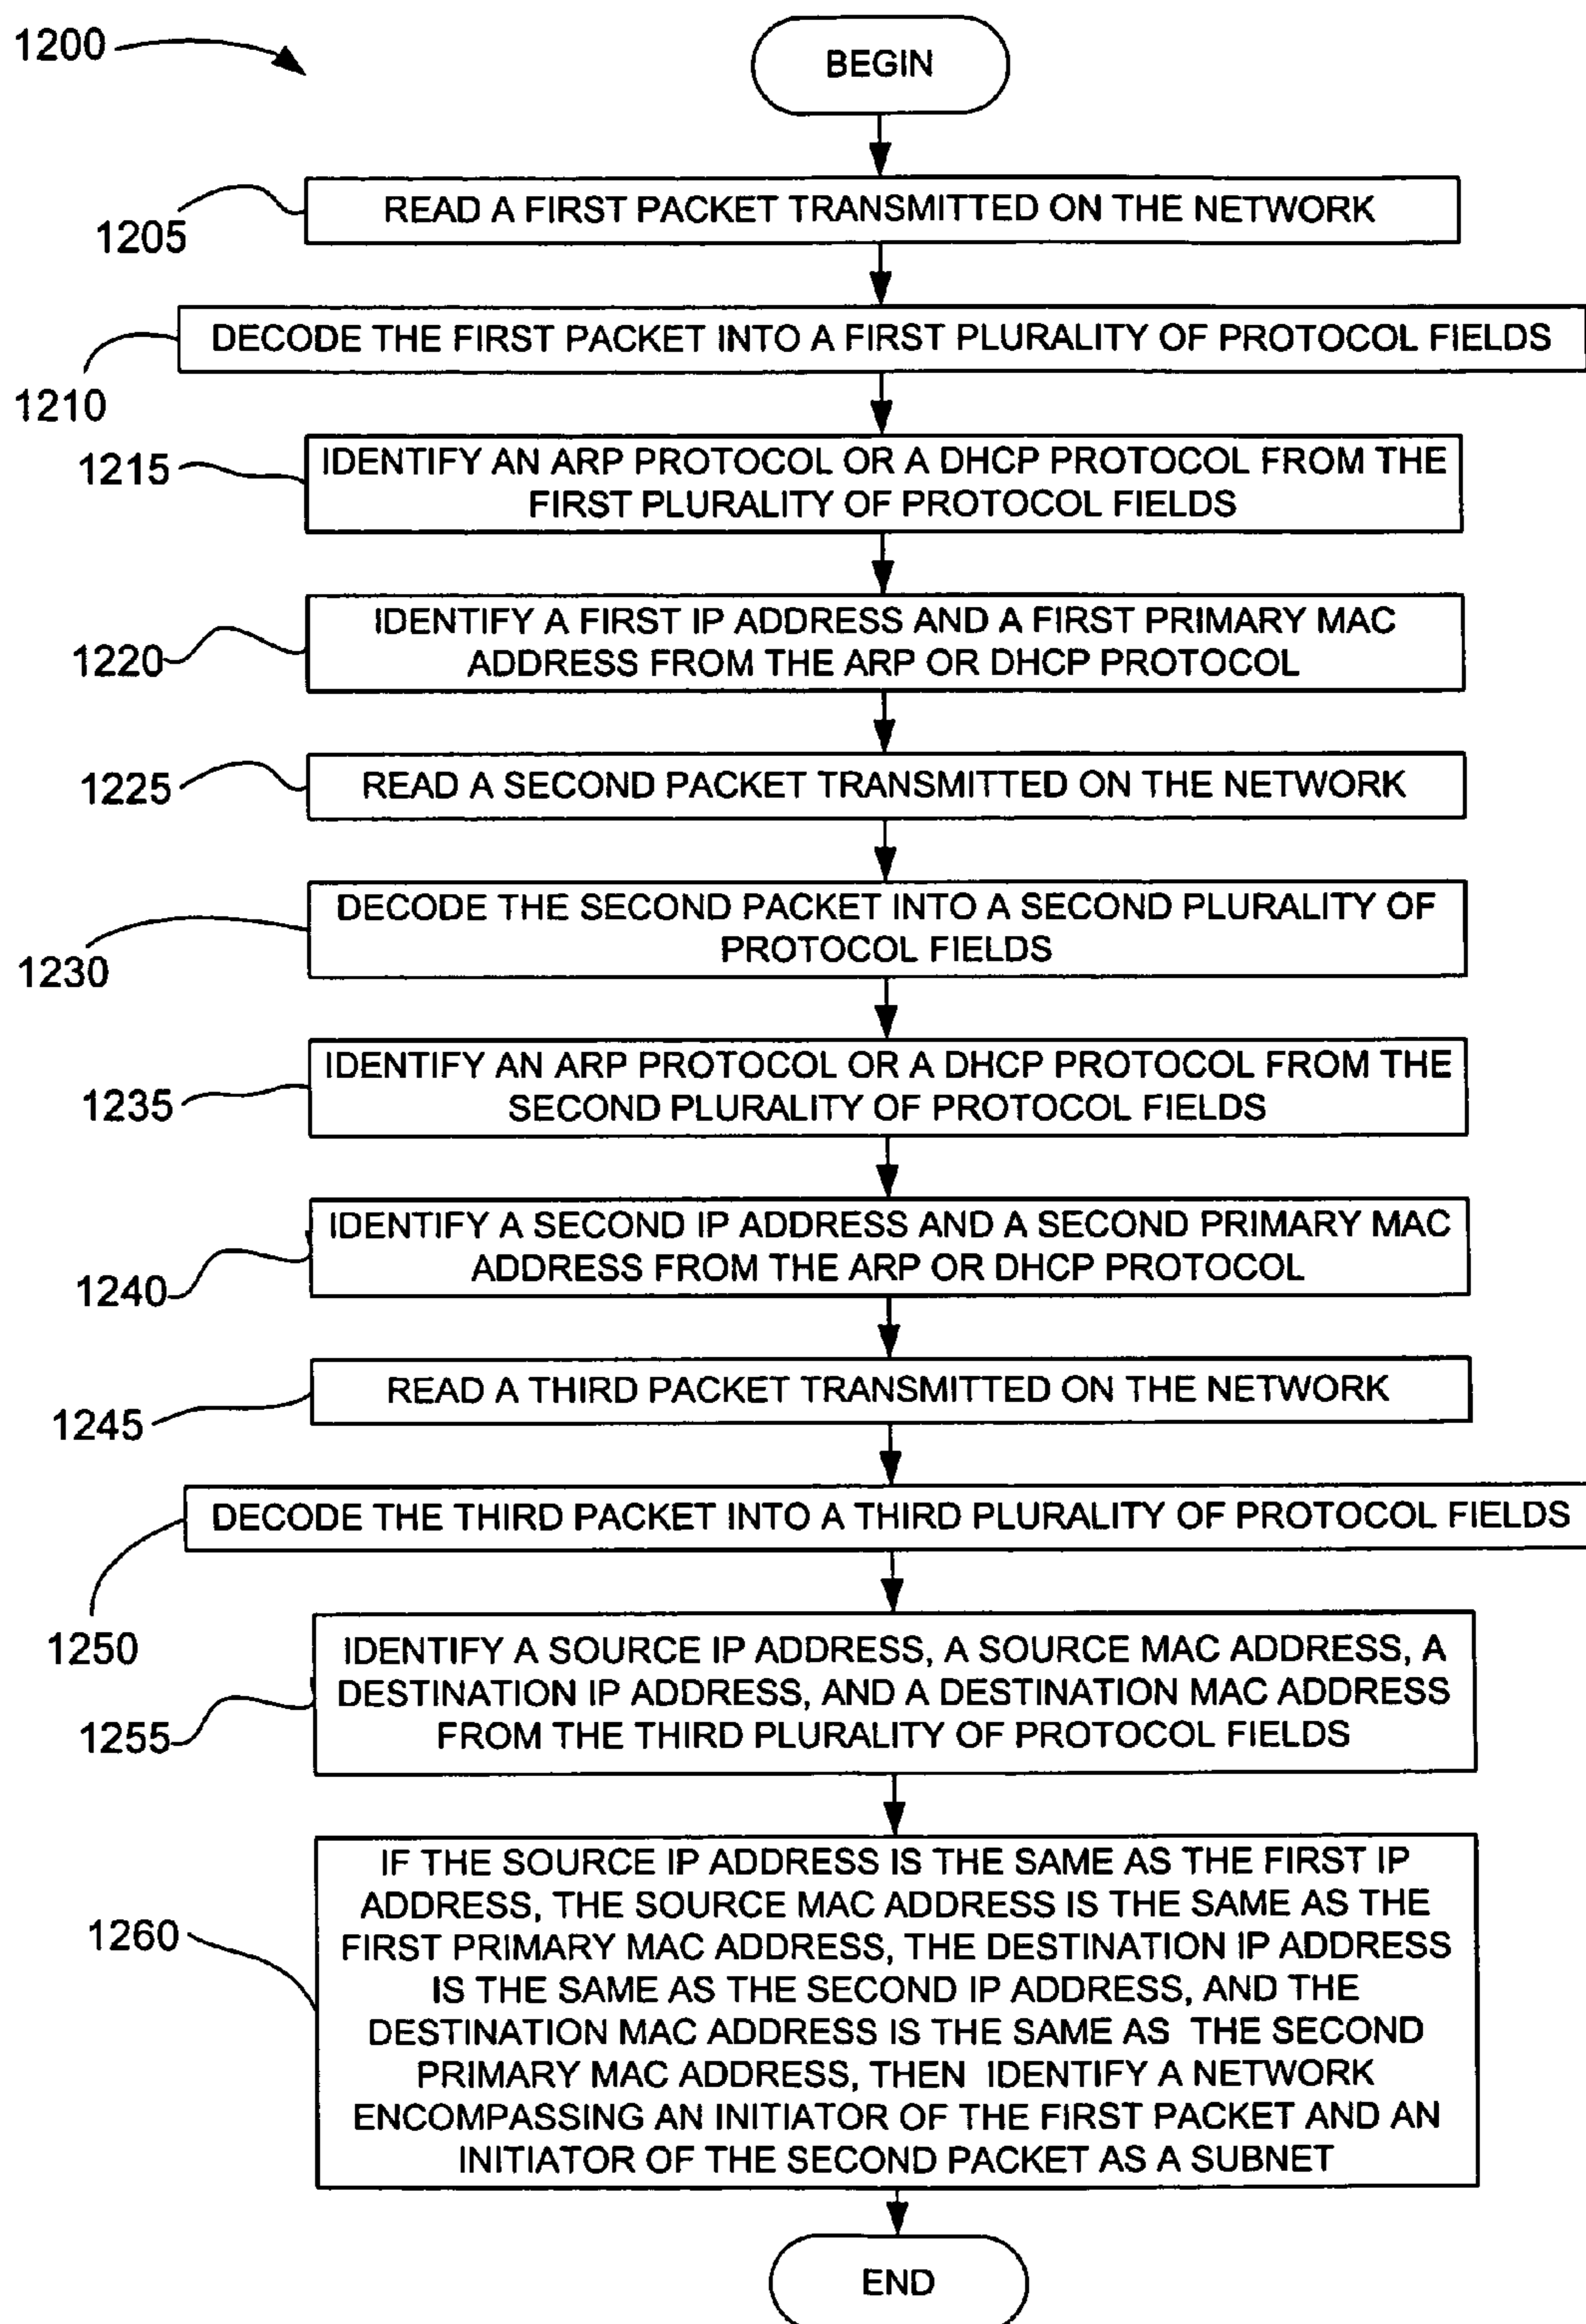 1200
BEGIN
1205
READ A FIRST PACKET TRANSMITTED ON THE NETWORK
1210
DECODE THE FIRST PACKET INTO A FIRST PLURALITY OF PROTOCOL FIELDS
1215
IDENTIFY AN ARP PROTOCOL OR A DHCP PROTOCOL FROM THE
FIRST PLURALITY OF PROTOCOL FIELDS
1220
IDENTIFY A FIRST IP ADDRESS AND A FIRST PRIMARY MAC
ADDRESS FROM THE ARP OR DHCP PROTOCOL
1225
READ A SECOND PACKET TRANSMITTED ON THE NETWORK
1230
DECODE THE SECOND PACKET INTO A SECOND PLURALITY OF
PROTOCOL FIELDS
1235
IDENTIFY AN ARP PROTOCOL OR A DHCP PROTOCOL FROM THE
SECOND PLURALITY OF PROTOCOL FIELDS
1240
IDENTIFY A SECOND IP ADDRESS AND A SECOND PRIMARY MAC
ADDRESS FROM THE ARP OR DHCP PROTOCOL
1245
READ A THIRD PACKET TRANSMITTED ON THE NETWORK
1250
DECODE THE THIRD PACKET INTO A THIRD PLURALITY OF PROTOCOL FIELDS
1255
IDENTIFY A SOURCE IP ADDRESS, A SOURCE MAC ADDRESS, A
DESTINATION IP ADDRESS, AND A DESTINATION MAC ADDRESS
FROM THE THIRD PLURALITY OF PROTOCOL FIELDS
1260
IF THE SOURCE IP ADDRESS IS THE SAME AS THE FIRST IP
ADDRESS, THE SOURCE MAC ADDRESS IS THE SAME AS THE
FIRST PRIMARY MAC ADDRESS, THE DESTINATION IP ADDRESS
IS THE SAME AS THE SECOND IP ADDRESS, AND THE
DESTINATION MAC ADDRESS IS THE SAME AS THE SECOND
PRIMARY MAC ADDRESS, THEN IDENTIFY A NETWORK
ENCOMPASSING AN INITIATOR OF THE FIRST PACKET AND AN
INITIATOR OF THE SECOND PACKET AS A SUBNET
END